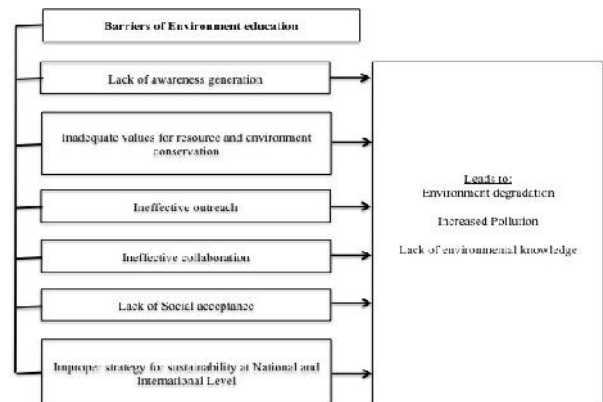 Barriers of Environment education
Lack of awareness generation
Inadequate values for resource and environment
conservation
Ineffective outreach
Ineffective collaboration
Lack of Social acceptance
Improper strategy for sustainability at National and
International Level
Leads to:
Environment degradation
Increased Pollution
Lack of environmental knowledge